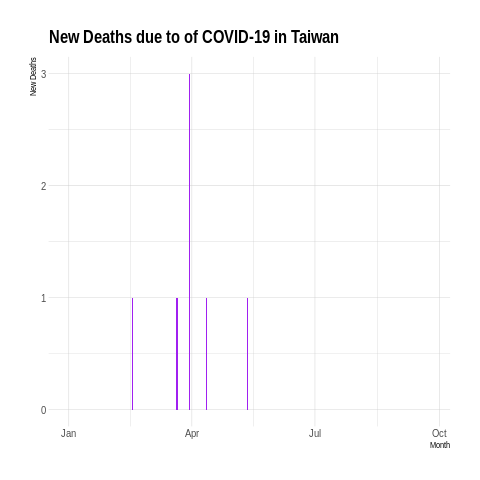 New Deaths due to of COVID-19 in Taiwan
New Deaths
3
2
1
0
Jan Apr Jul Oct
Month